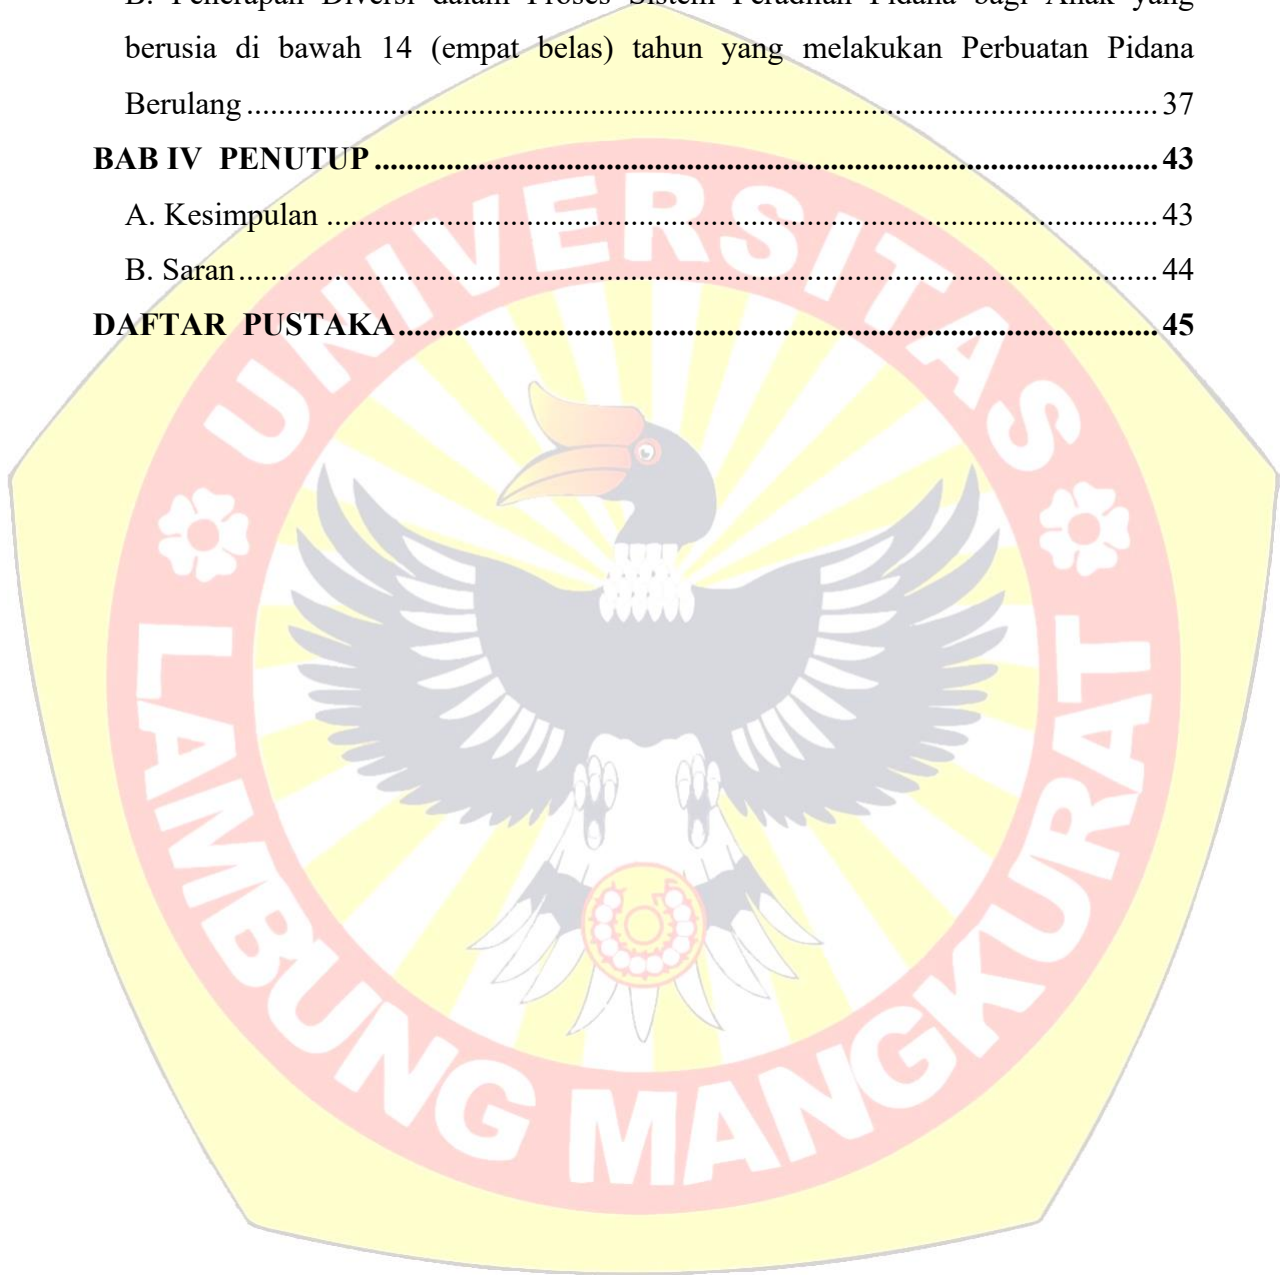 B. Penerapan Diversi dalam Proses Sistem Peradilan Pidana bagi Anak yang
berusia di bawah 14 (empat belas) tahun yang melakukan Perbuatan Pidana
Berulang ........ 37
BAB IV PENUTUP ........ 43
A. Kesimpulan ........ 43
B. Saran ........ 44
DAFTAR PUSTAKA ........ 45
UNIVERSITAS
LAMBUNG MANGKURAT